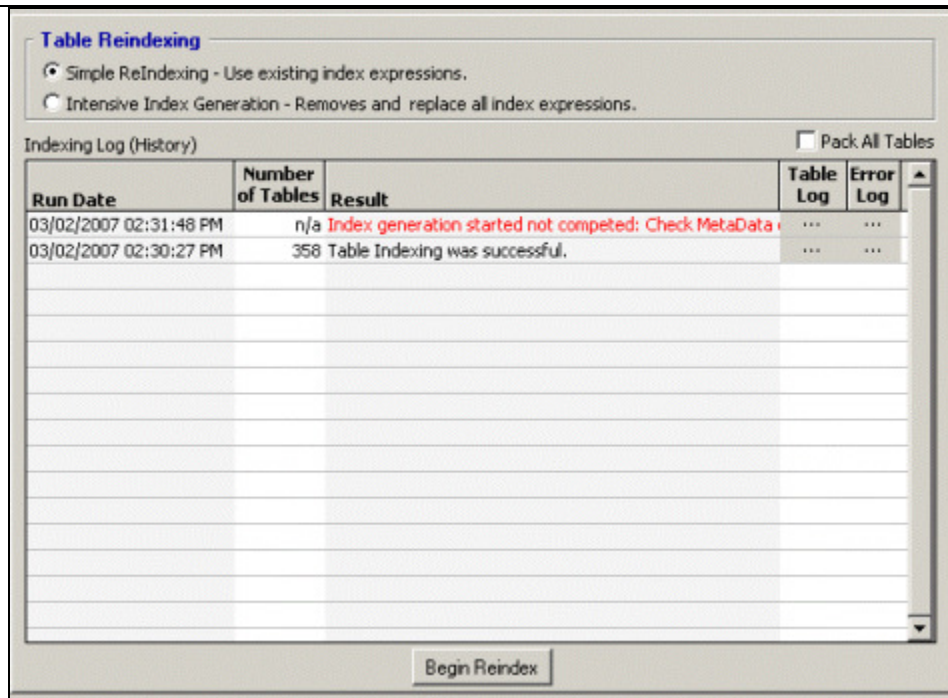 Table Reindexing
Simple ReIndexing - Use existing index expressions.
Intensive Index Generation - Removes and replace all index expressions.
Indexing Log (History)
Pack All Tables
Run Date
Number of Tables
Result
Table Log
Error Log
03/02/2007 02:31:48 PM n/a Index generation started not competed: Check MetaData ...
03/02/2007 02:30:27 PM 358 Table Indexing was successful. ... ...
Begin Reindex